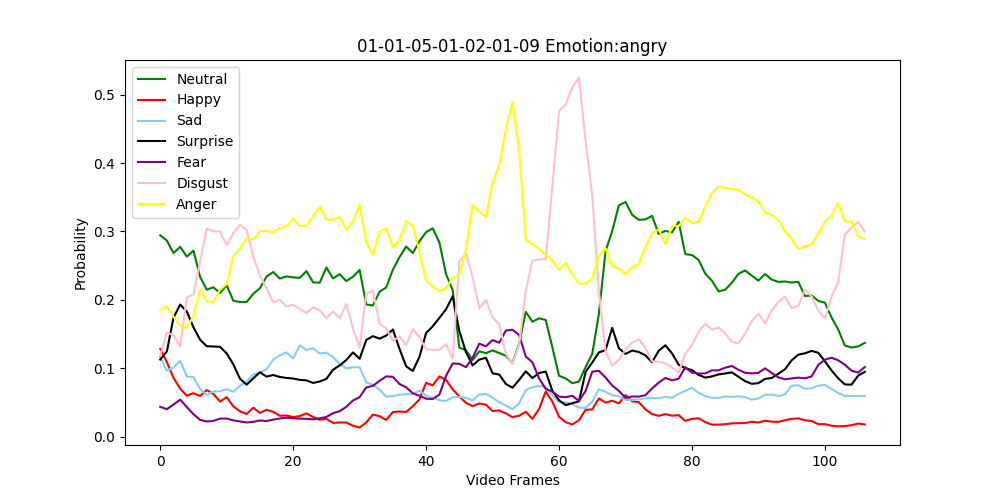 01-01-05-01-02-01-09 Emotion:angry
Neutral
Happy
Sad
Surprise
Fear
Disgust
Anger
0.5
0.4
0.3
0.2
0.1
0.0
Probability
0 20 40 60 80 100
Video Frames